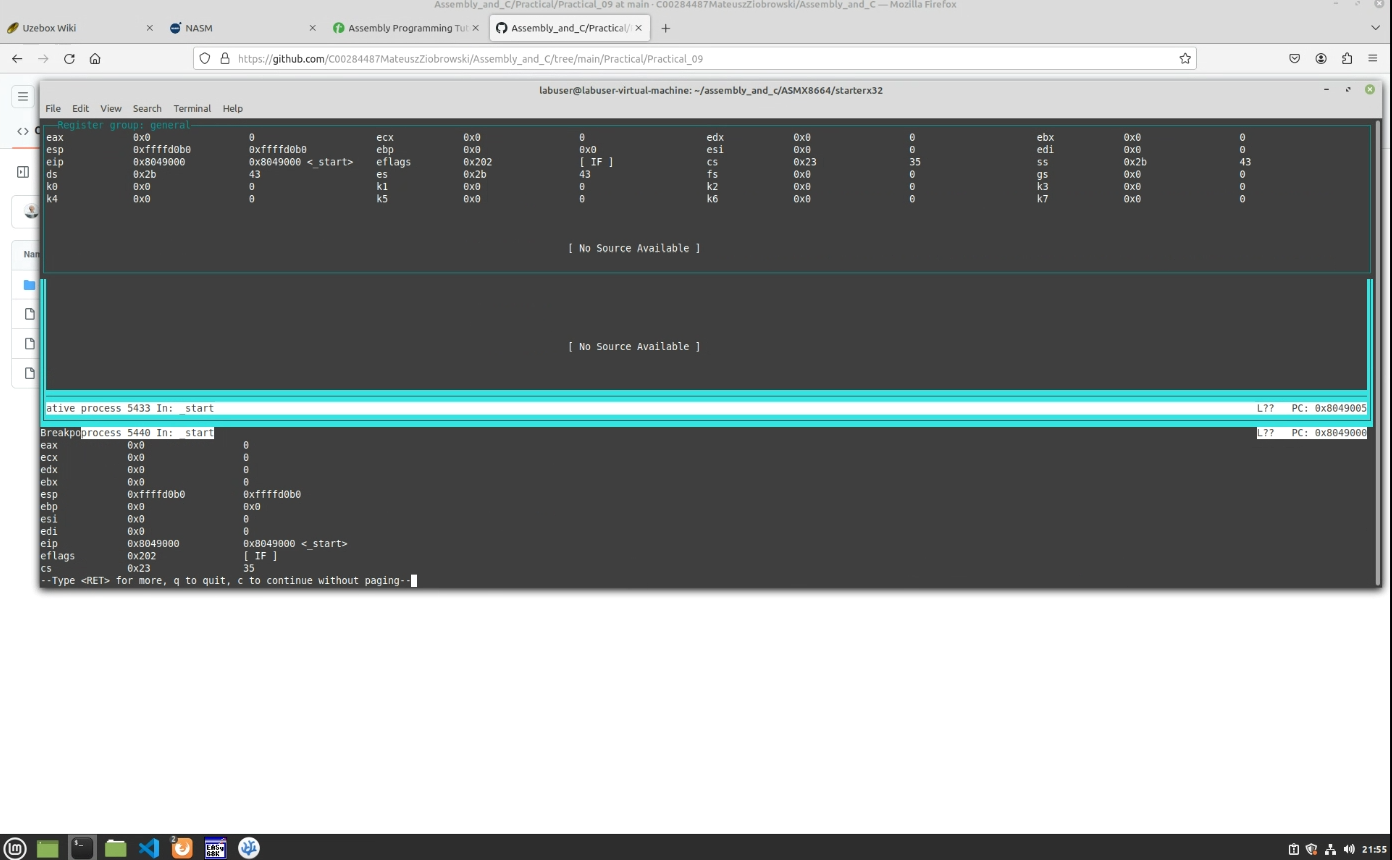 Assembly_and_C/Practical/Practical_09 at main · C00284487MateuszZiobrowski/Assembly_and_C — Mozilla Firefox
Uzebox Wiki
NASM
Assembly Programming Tut
Assembly_and_C/Practical/
https://github.com/C00284487MateuszZiobrowski/Assembly_and_C/tree/main/Practical/Practical_09
labuser@labuser-virtual-machine: ~/assembly_and_c/ASMX8664/starterx32
File Edit View Search Terminal Help
Register group: general
eax 0x0 0 ecx 0x0 0 edx 0x0 0 ebx 0x0 0
esp 0xffffd0b0 0xffffd0b0 ebp 0x0 0x0 esi 0x0 0 edi 0x0 0
eip 0x8049000 0x8049000 <_start> eflags 0x202 [ IF ] cs 0x23 35 ss 0x2b 43
ds 0x2b 43 es 0x2b 43 fs 0x0 0 gs 0x0 0
k0 0x0 0 k1 0x0 0 k2 0x0 0 k3 0x0 0
k4 0x0 0 k5 0x0 0 k6 0x0 0 k7 0x0 0
[ No Source Available ]
Nan
[ No Source Available ]
ative process 5433 In: _start L?? PC: 0x8049005
Breakpoprocess 5440 In: _start L?? PC: 0x8049000
eax 0x0 0
ecx 0x0 0
edx 0x0 0
ebx 0x0 0
esp 0xffffd0b0 0xffffd0b0
ebp 0x0 0x0
esi 0x0 0
edi 0x0 0
eip 0x8049000 0x8049000 <_start>
eflags 0x202 [ IF ]
cs 0x23 35
--Type <RET> for more, q to quit, c to continue without paging--
2
EASy
68K
21:55